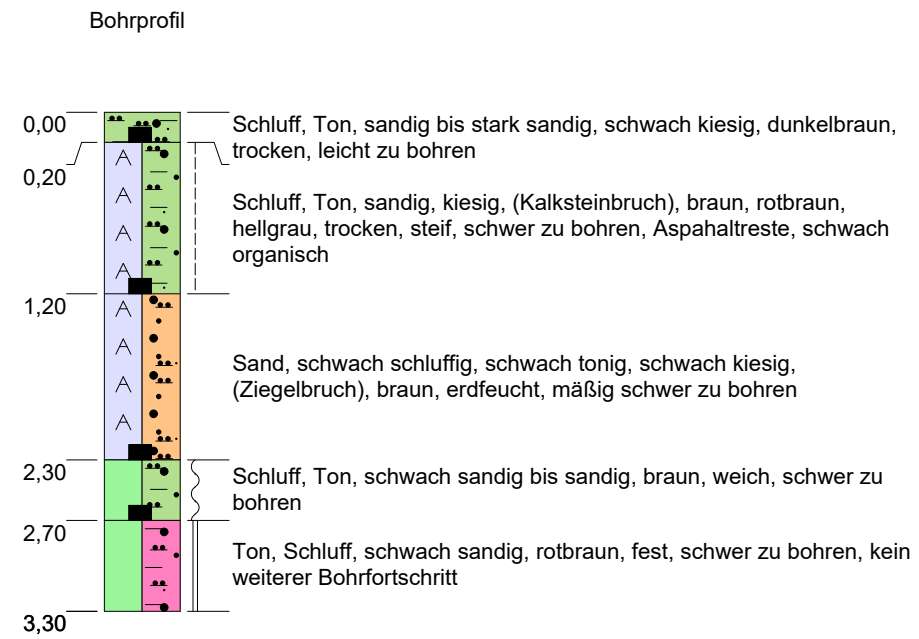 Bohrprofil
0,00
Schluff, Ton, sandig bis stark sandig, schwach kiesig, dunkelbraun,
trocken, leicht zu bohren
0,20
Schluff, Ton, sandig, kiesig, (Kalksteinbruch), braun, rotbraun,
hellgrau, trocken, steif, schwer zu bohren, Aspahaltreste, schwach
organisch
A
A
A
A
1,20
A
A
A
A
Sand, schwach schluffig, schwach tonig, schwach kiesig,
(Ziegelbruch), braun, erdfeucht, mäßig schwer zu bohren
2,30
Schluff, Ton, schwach sandig bis sandig, braun, weich, schwer zu
bohren
2,70
Ton, Schluff, schwach sandig, rotbraun, fest, schwer zu bohren, kein
weiterer Bohrfortschritt
3,30